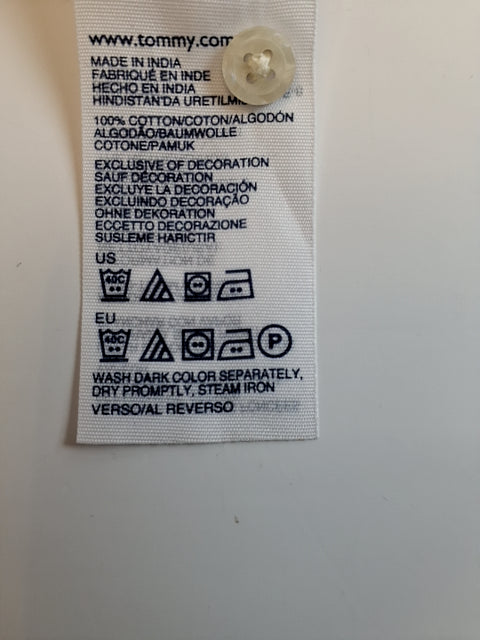 www.tommy.com
MADE IN INDIA
FABRIQUÉ EN INDE
HECHO EN INDIA
HINDISTAN'DA URETILMIS
100% COTTON/COTON/ALGODÓN
ALGODÃO/BAUMWOLLE
COTONE/PAMUK
EXCLUSIVE OF DECORATION
SAUF DÉCORATION
EXCLUYE LA DECORACIÓN
EXCLUINDO DECORAÇÃO
OHNE DEKORATION
ECCETTO DECORAZIONE
SUSLEME HARICTIR
US
40C
EU
40C P
WASH DARK COLOR SEPARATELY,
DRY PROMPTLY, STEAM IRON
VERSO/AL REVERSO